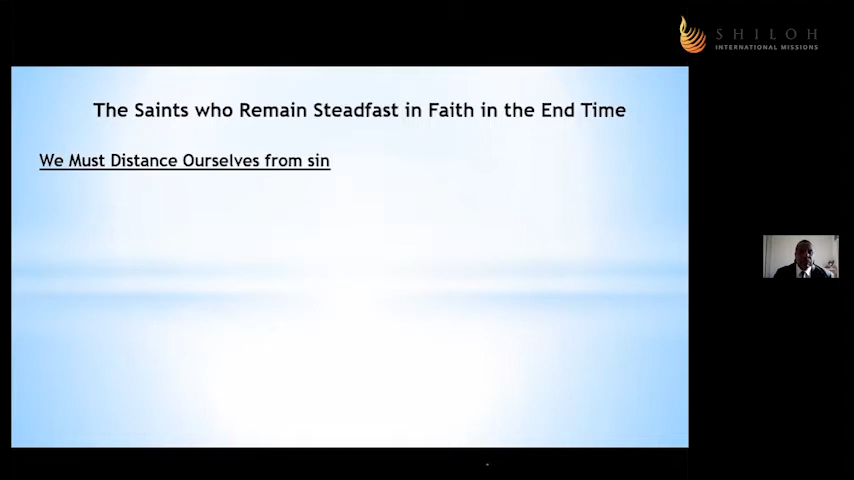 SHILOH
INTERNATIONAL MISSIONS
The Saints who Remain Steadfast in Faith in the End Time
We Must Distance Ourselves from sin